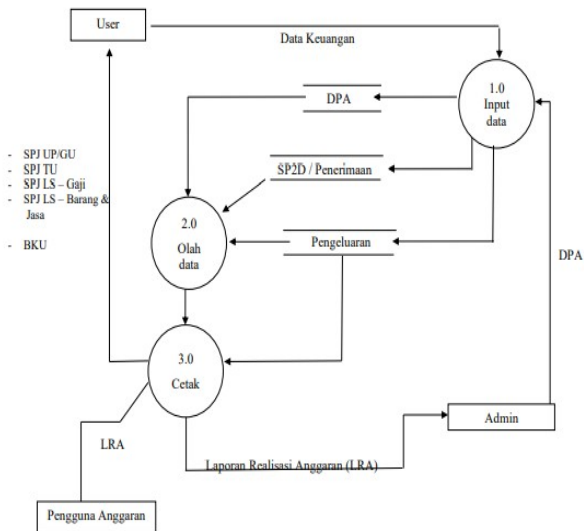 User
Data Keuangan
1.0
Input
data
DPA
- SPJ UP/GU
- SPJ TU
- SPJ LS – Gaji
- SPJ LS – Barang &
Jasa
- BKU
SP2D / Penerimaan
2.0
Olah
data
Pengeluaran
DPA
3.0
Cetak
Admin
LRA
Laporan Realisasi Anggaran (LRA)
Pengguna Anggaran